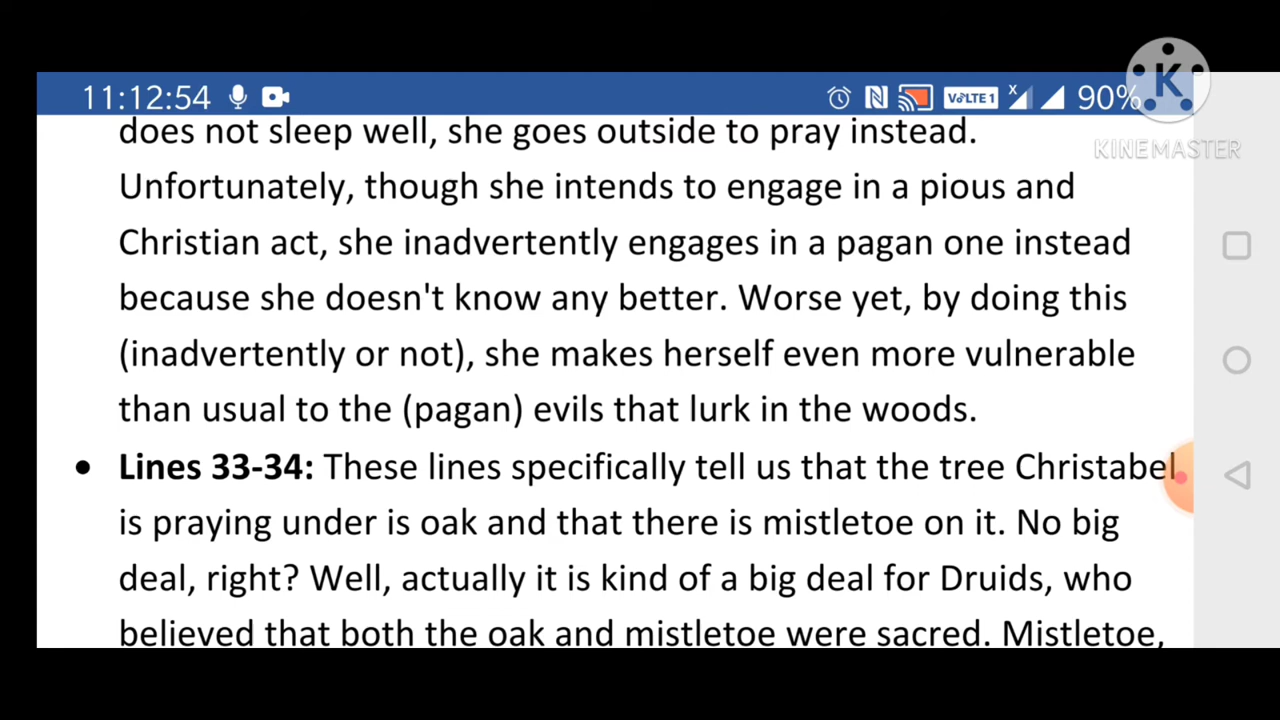 K
KINEMASTER
11:12:54
VoLTE 1
X
90%
does not sleep well, she goes outside to pray instead.
Unfortunately, though she intends to engage in a pious and
Christian act, she inadvertently engages in a pagan one instead
because she doesn't know any better. Worse yet, by doing this
(inadvertently or not), she makes herself even more vulnerable
than usual to the (pagan) evils that lurk in the woods.
• Lines 33-34: These lines specifically tell us that the tree Christabel
is praying under is oak and that there is mistletoe on it. No big
deal, right? Well, actually it is kind of a big deal for Druids, who
believed that both the oak and mistletoe were sacred. Mistletoe,